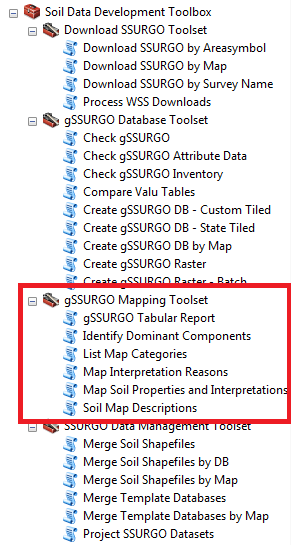 Soil Data Development Toolbox
Download SSURGO Toolset
Download SSURGO by Areasymbol
Download SSURGO by Map
Download SSURGO by Survey Name
Process WSS Downloads
gSSURGO Database Toolset
Check gSSURGO
Check gSSURGO Attribute Data
Check gSSURGO Inventory
Compare Valu Tables
Create gSSURGO DB - Custom Tiled
Create gSSURGO DB - State Tiled
Create gSSURGO DB by Map
Create gSSURGO Raster
Create gSSURGO Raster - Batch
gSSURGO Mapping Toolset
gSSURGO Tabular Report
Identify Dominant Components
List Map Categories
Map Interpretation Reasons
Map Soil Properties and Interpretations
Soil Map Descriptions
SSURGO Data Management Toolset
Merge Soil Shapefiles
Merge Soil Shapefiles by DB
Merge Soil Shapefiles by Map
Merge Template Databases
Merge Template Databases by Map
Project SSURGO Datasets